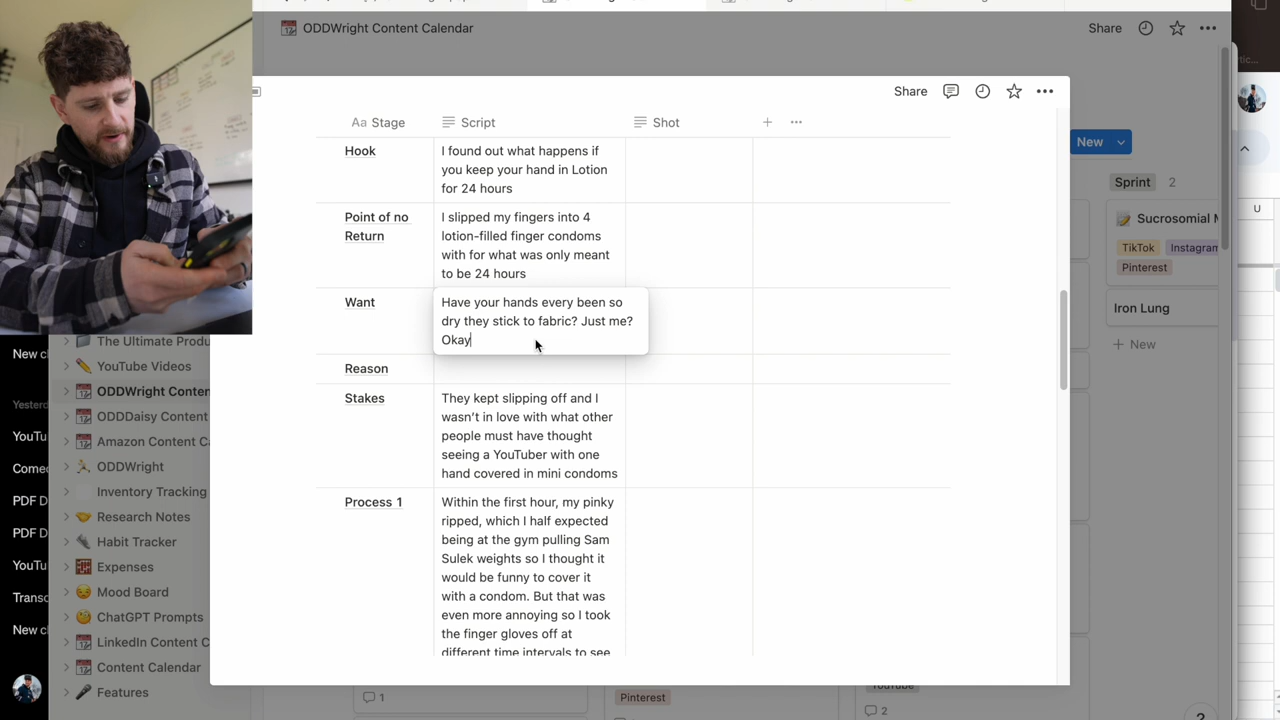 ODDWright Content Calendar
Share
Share
Aa Stage
Script
Shot
New
Hook
I found out what happens if
you keep your hand in Lotion
for 24 hours
Point of no
Return
I slipped my fingers into 4
lotion-filled finger condoms
with for what was only meant
to be 24 hours
Want
Have your hands every been so
dry they stick to fabric? Just me?
Okay
Reason
Stakes
They kept slipping off and I
wasn't in love with what other
people must have thought
seeing a YouTuber with one
hand covered in mini condoms
Process 1
Within the first hour, my pinky
ripped, which I half expected
being at the gym pulling Sam
Sulek weights so I thought it
would be funny to cover it
with a condom. But that was
even more annoying so I took
the finger gloves off at
different time intervals to see
Sprint 2
Sucrosomial M
TikTok
Instagram
Pinterest
Iron Lung
+ New
U
New c
Yesterd
YouTu
Come
PDF D
PDF D
YouTu
Transc
New c
The Ultimate Produ
YouTube Videos
ODDWright Conten
ODDDaisy Content
Amazon Content Ca
ODDWright
Inventory Tracking
Research Notes
Habit Tracker
Expenses
Mood Board
ChatGPT Prompts
LinkedIn Content C
Content Calendar
Features
1
Pinterest
YouTube
2
?